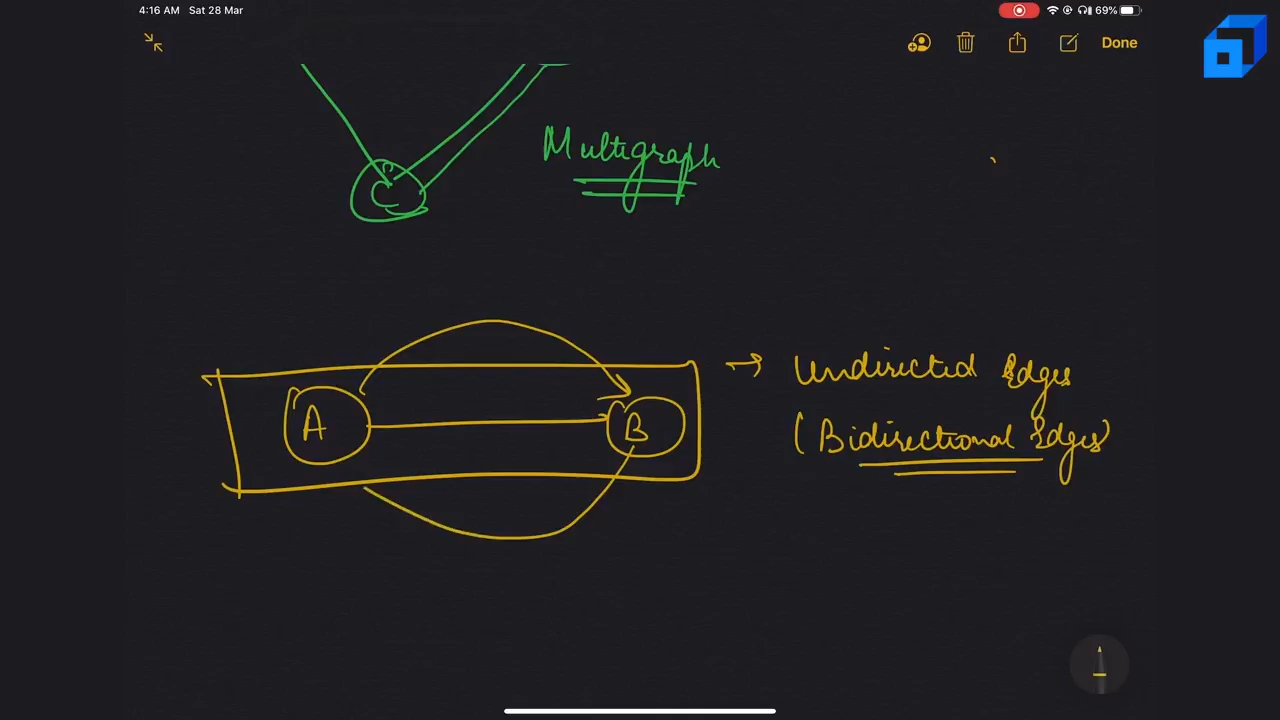 4:16 AM Sat 28 Mar 69%
Done
Multigraph
C
→ Undirected Edges
A B
(Bidirectional Edges)